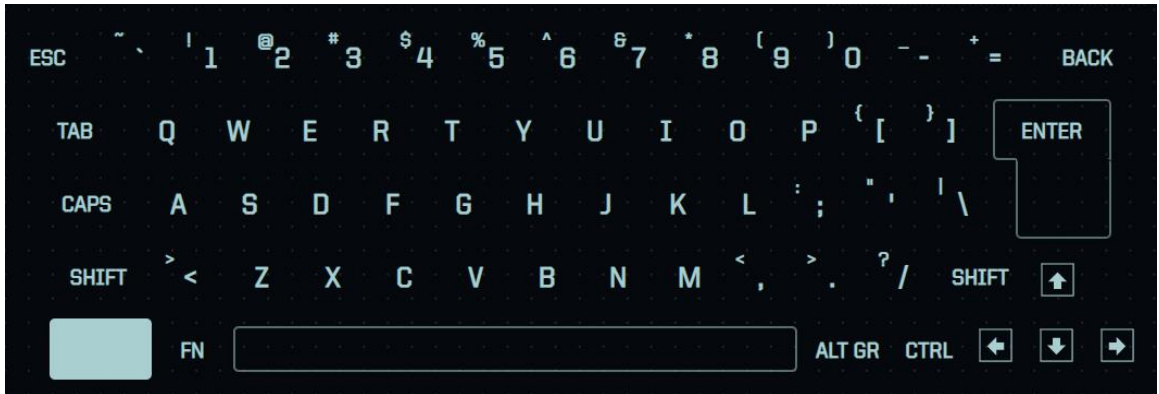 ESC ~ ` ! 1 @ 2 # 3 $ 4 % 5 ^ 6 & 7 * 8 ( 9 ) 0 _ - + = BACK
TAB Q W E R T Y U I O P { [ } ] ENTER
CAPS A S D F G H J K L : ; " ' | \
SHIFT > < Z X C V B N M < , > . ? / SHIFT
FN ALT GR CTRL